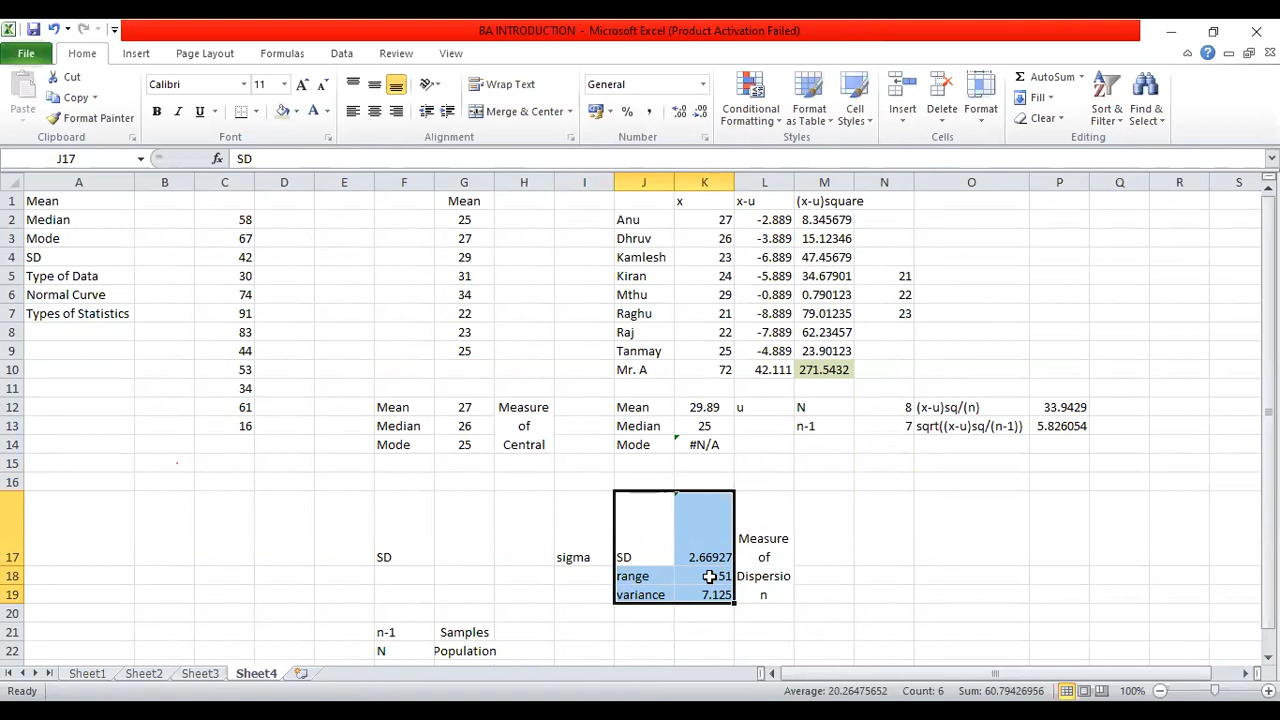 BA INTRODUCTION - Microsoft Excel (Product Activation Failed)
File Home Insert Page Layout Formulas Data Review View
Paste
Cut
Copy
Format Painter
Clipboard
Calibri 11
B I U
Font
Wrap Text
Merge & Center
Alignment
General
Number
Conditional Formatting
Format as Table
Cell Styles
Styles
Insert
Delete
Format
Cells
AutoSum
Fill
Clear
Sort & Filter
Find & Select
Editing
J17 fx SD
A B C D E F G H I J K L M N O P Q R S
1 Mean Mean x x-u (x-u)square
2 Median 58 25 Anu 27 -2.889 8.345679
3 Mode 67 27 Dhruv 26 -3.889 15.12346
4 SD 42 29 Kamlesh 23 -6.889 47.45679
5 Type of Data 30 31 Kiran 24 -5.889 34.67901 21
6 Normal Curve 74 34 Mthu 29 -0.889 0.790123 22
7 Types of Statistics 91 22 Raghu 21 -8.889 79.01235 23
8 83 23 Raj 22 -7.889 62.23457
9 44 25 Tanmay 25 -4.889 23.90123
10 53 Mr. A 72 42.111 271.5432
11 34
12 61 Mean 27 Measure Mean 29.89 u N 8 (x-u)sq/(n) 33.9429
13 16 Median 26 of Median 25 n-1 7 sqrt((x-u)sq/(n-1)) 5.826054
14 Mode 25 Central Mode #N/A
15
16
17 SD sigma SD 2.66927 Measure of
18 range 51 Dispersio
19 variance 7.125 n
20
21 n-1 Samples
22 N Population
Sheet1 Sheet2 Sheet3 Sheet4
Ready Average: 20.26475652 Count: 6 Sum: 60.79426956 100%